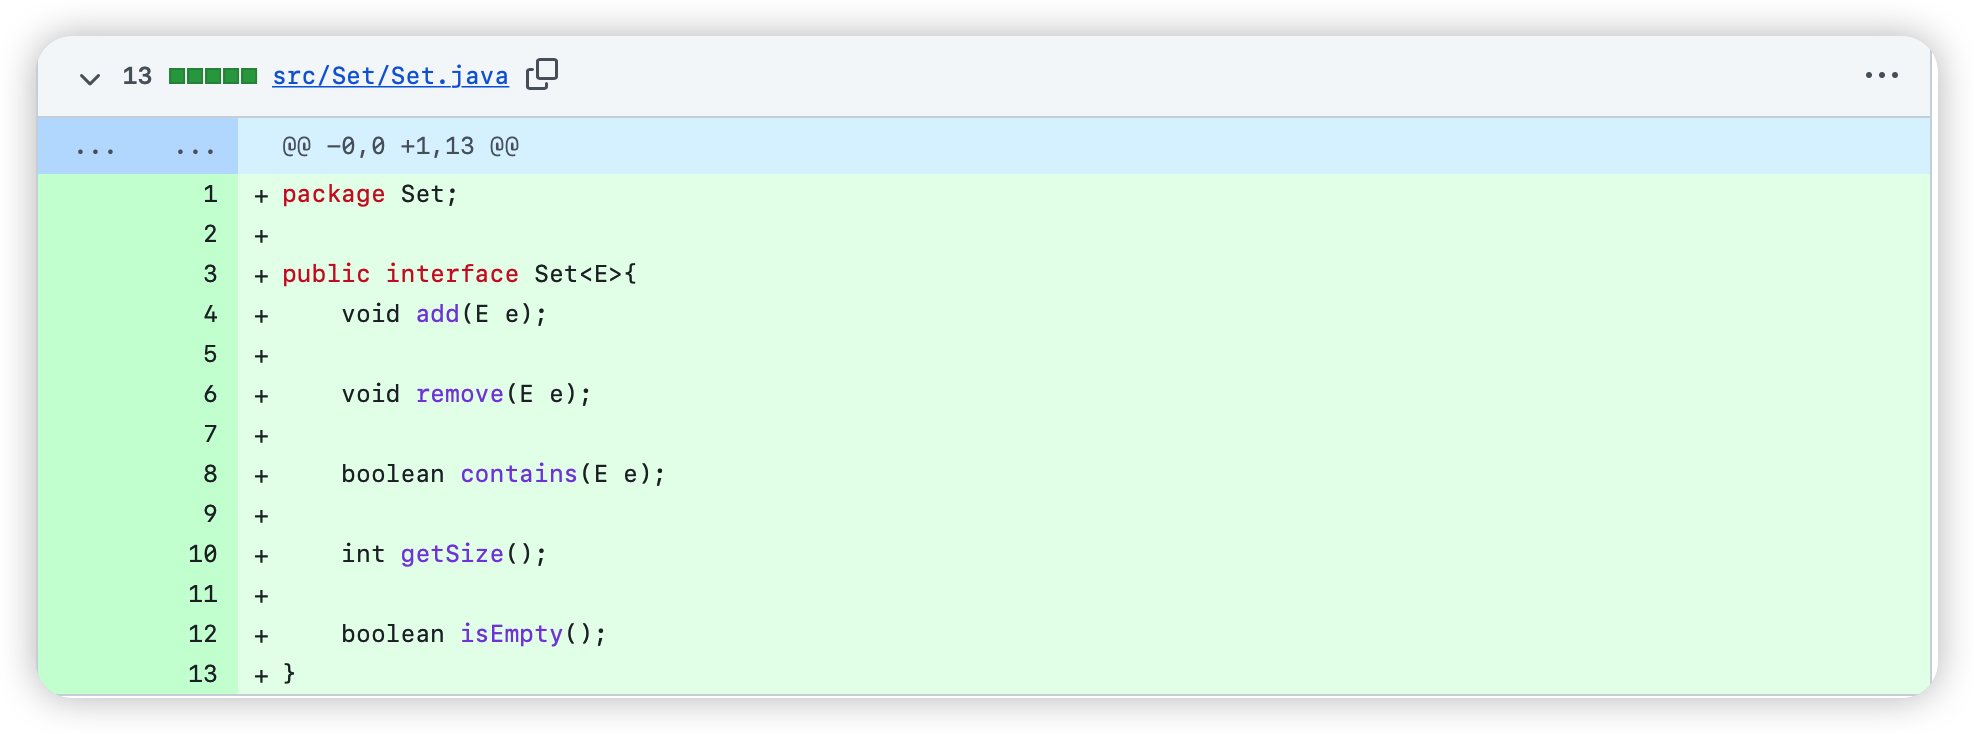 13 src/Set/Set.java
... ... @@ -0,0 +1,13 @@
1 + package Set;
2 +
3 + public interface Set<E>{
4 +     void add(E e);
5 +
6 +     void remove(E e);
7 +
8 +     boolean contains(E e);
9 +
10 +     int getSize();
11 +
12 +     boolean isEmpty();
13 + }